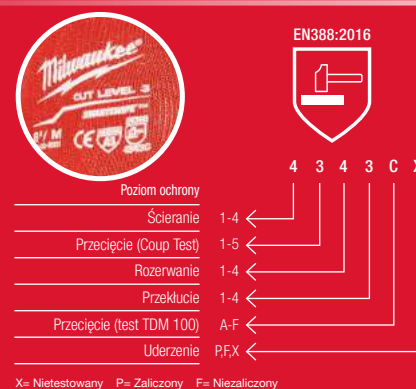 EN388:2016
Milwaukee
CUT LEVEL 3
8 / M
CE
4 3 4 3 C X
Poziom ochrony
Ścieranie 1-4
Przecięcie (Coup Test) 1-5
Rozerwanie 1-4
Przekłucie 1-4
Przecięcie (test TDM 100) A-F
Uderzenie P,F,X
X= Nietestowany P= Zaliczony F= Niezaliczony